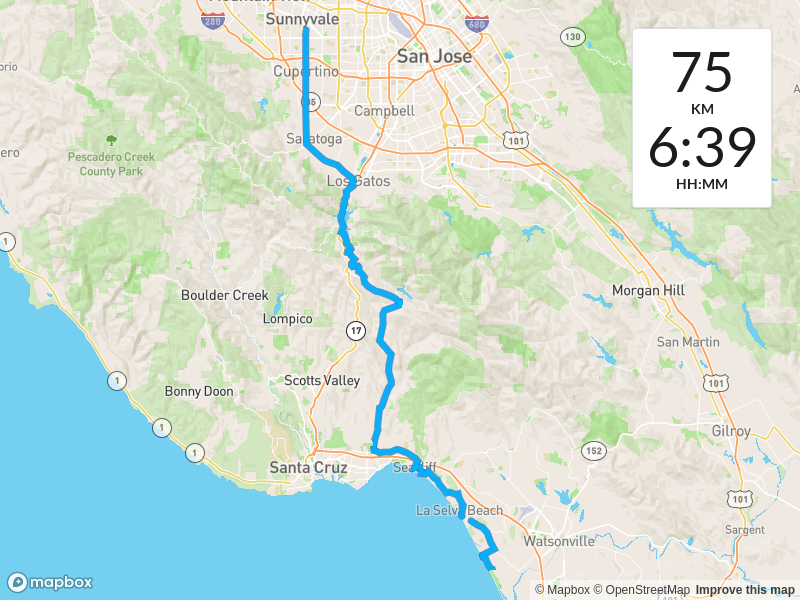 Sunnyvale
280
680
130
San Jose
Cupertino
Campbell
Saratoga
101
Pescadero Creek
County Park
Los Gatos
1
Boulder Creek
Morgan Hill
Lompico
17
San Martin
1
Scotts Valley
101
Bonny Doon
1
Gilroy
1
152
Santa Cruz
101
La Selva Beach
Sargent
Watsonville
75
KM
6:39
HH:MM
mapbox
© Mapbox © OpenStreetMap Improve this map